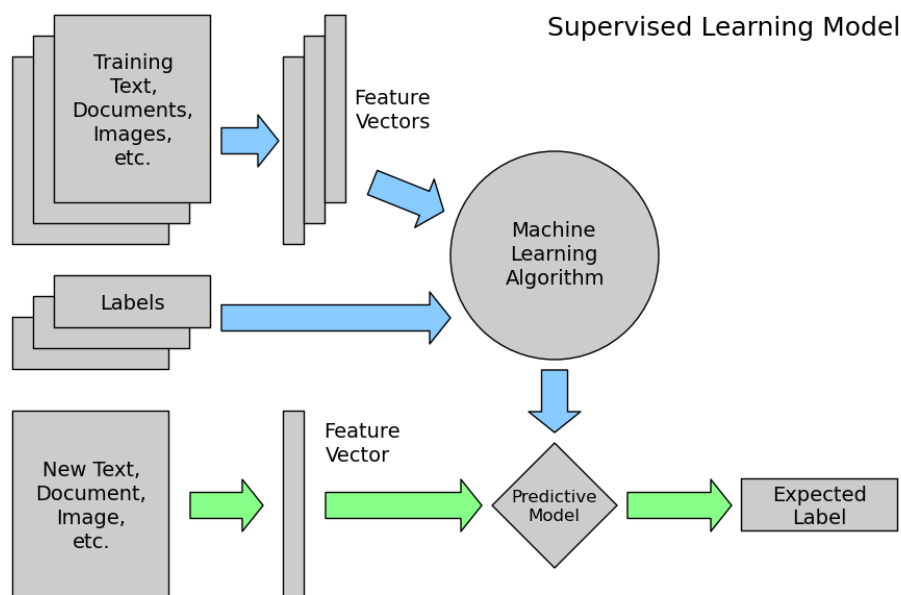 Supervised Learning Model
Training
Text,
Documents,
Images,
etc.
Feature
Vectors
Machine
Learning
Algorithm
Labels
New Text,
Document,
Image,
etc.
Feature
Vector
Predictive
Model
Expected
Label